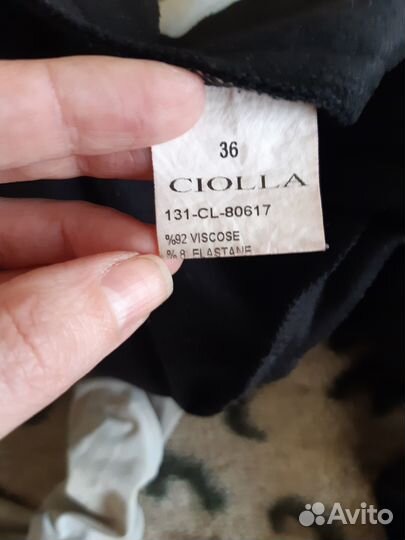 36
CIOLLA
131-CL-80617
%92 VISCOSE
% 8 ELASTANE
Avito